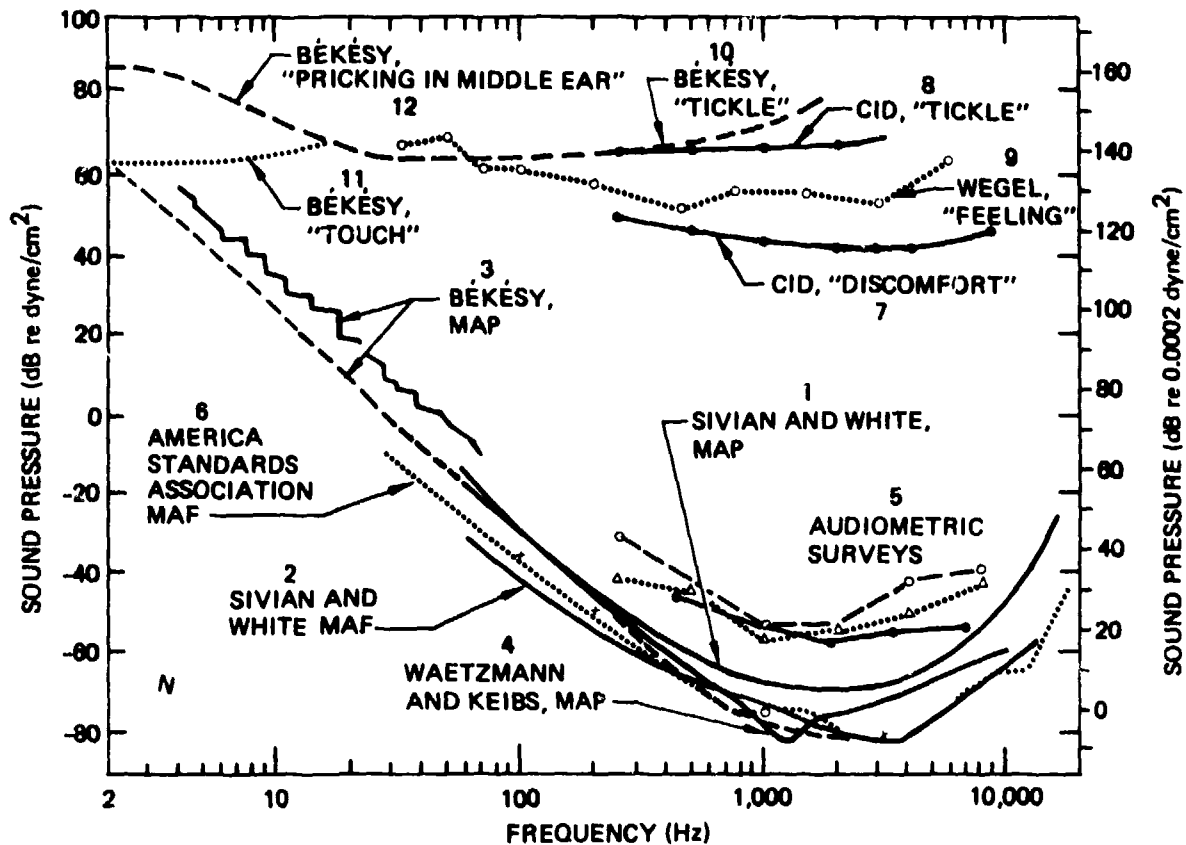 100
80
60
40
20
0
-20
-40
-60
-80
SOUND PRESSURE (dB re dyne/cm²)
BÉKÉSY,
"PRICKING IN MIDDLE EAR"
12
10
BÉKÉSY,
"TICKLE"
8
CID, "TICKLE"
11
BÉKÉSY,
"TOUCH"
9
WEGEL,
"FEELING"
3
BÉKÉSY,
MAP
CID, "DISCOMFORT"
7
6
AMERICA
STANDARDS
ASSOCIATION
MAF
1
SIVIAN AND WHITE,
MAP
5
AUDIOMETRIC
SURVEYS
2
SIVIAN AND
WHITE MAF
4
WAETZMANN
AND KEIBS, MAP
N
160
140
120
100
80
60
40
20
0
SOUND PRESSURE (dB re 0.0002 dyne/cm²)
2
10
100
1,000
10,000
FREQUENCY (Hz)